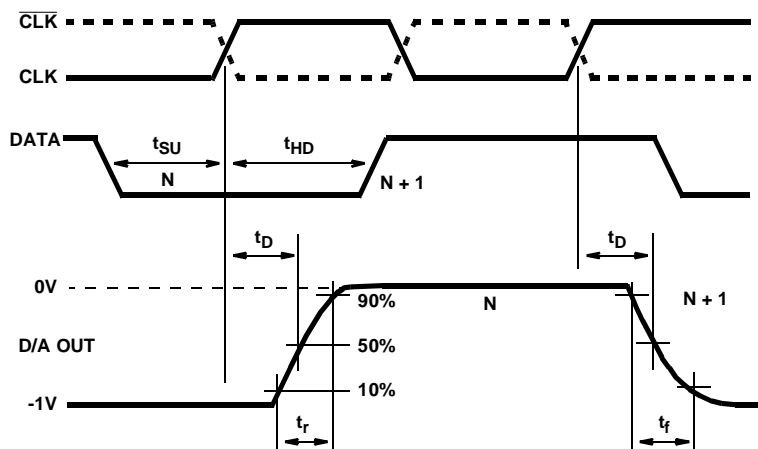 CLK
CLK
DATA
tSU
tHD
N
N + 1
tD
tD
0V
90%
N
N + 1
D/A OUT
50%
10%
-1V
tr
tf